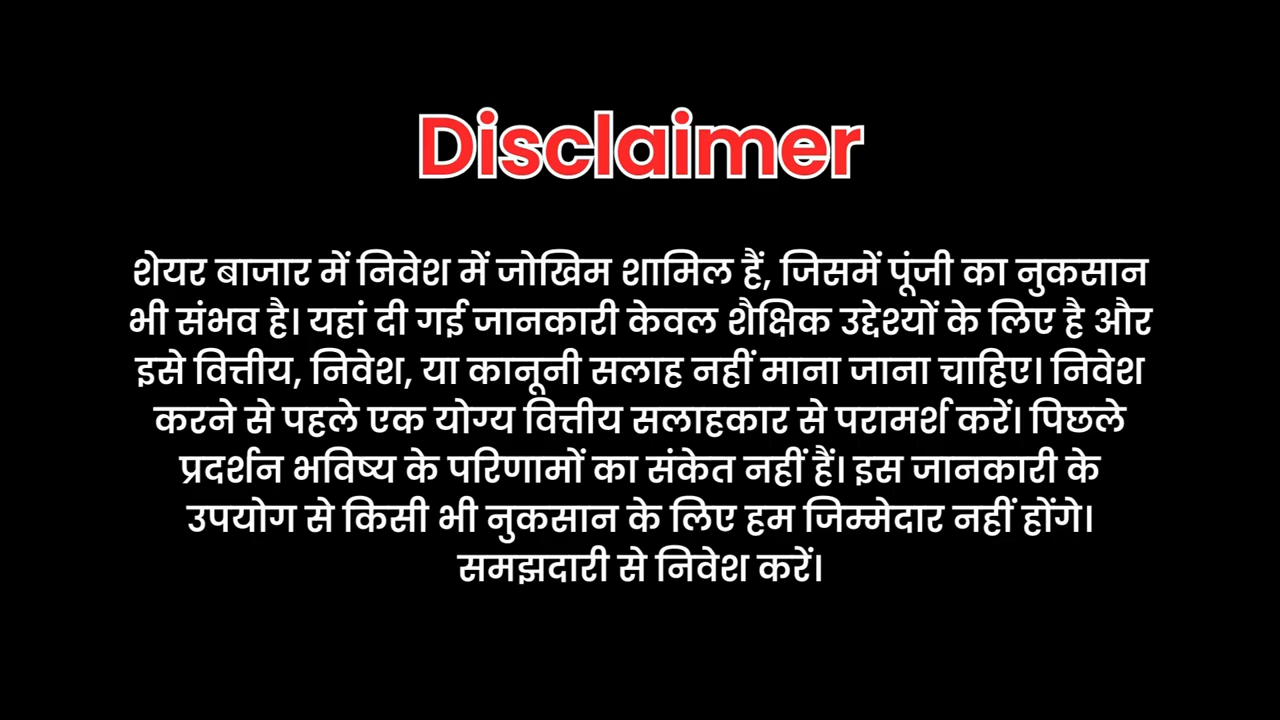 Disclaimer
शेयर बाजार में निवेश में जोखिम शामिल हैं, जिसमें पूंजी का नुकसान
भी संभव है। यहां दी गई जानकारी केवल शैक्षिक उद्देश्यों के लिए है और
इसे वित्तीय, निवेश, या कानूनी सलाह नहीं माना जाना चाहिए। निवेश
करने से पहले एक योग्य वित्तीय सलाहकार से परामर्श करें। पिछले
प्रदर्शन भविष्य के परिणामों का संकेत नहीं हैं। इस जानकारी के
उपयोग से किसी भी नुकसान के लिए हम जिम्मेदार नहीं होंगे।
समझदारी से निवेश करें।